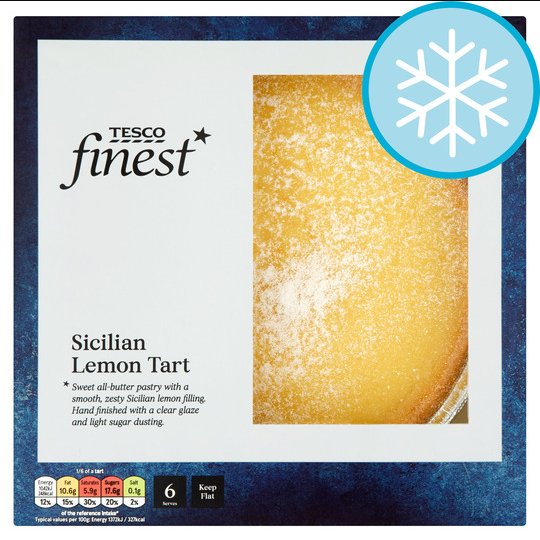 TESCO
finest*
Sicilian
Lemon Tart
* Sweet all-butter pastry with a
smooth, zesty Sicilian lemon filling.
Hand finished with a clear glaze
and light sugar dusting.
1/6 of a tart
Energy Fat Saturates Sugars Salt
1042kJ
248kcal 10.6g 5.9g 17.6g 0.1g
12% 15% 30% 20% 2%
of the reference intake*
Typical values per 100g: Energy 1372kJ / 327kcal
6
Serves
Keep
Flat